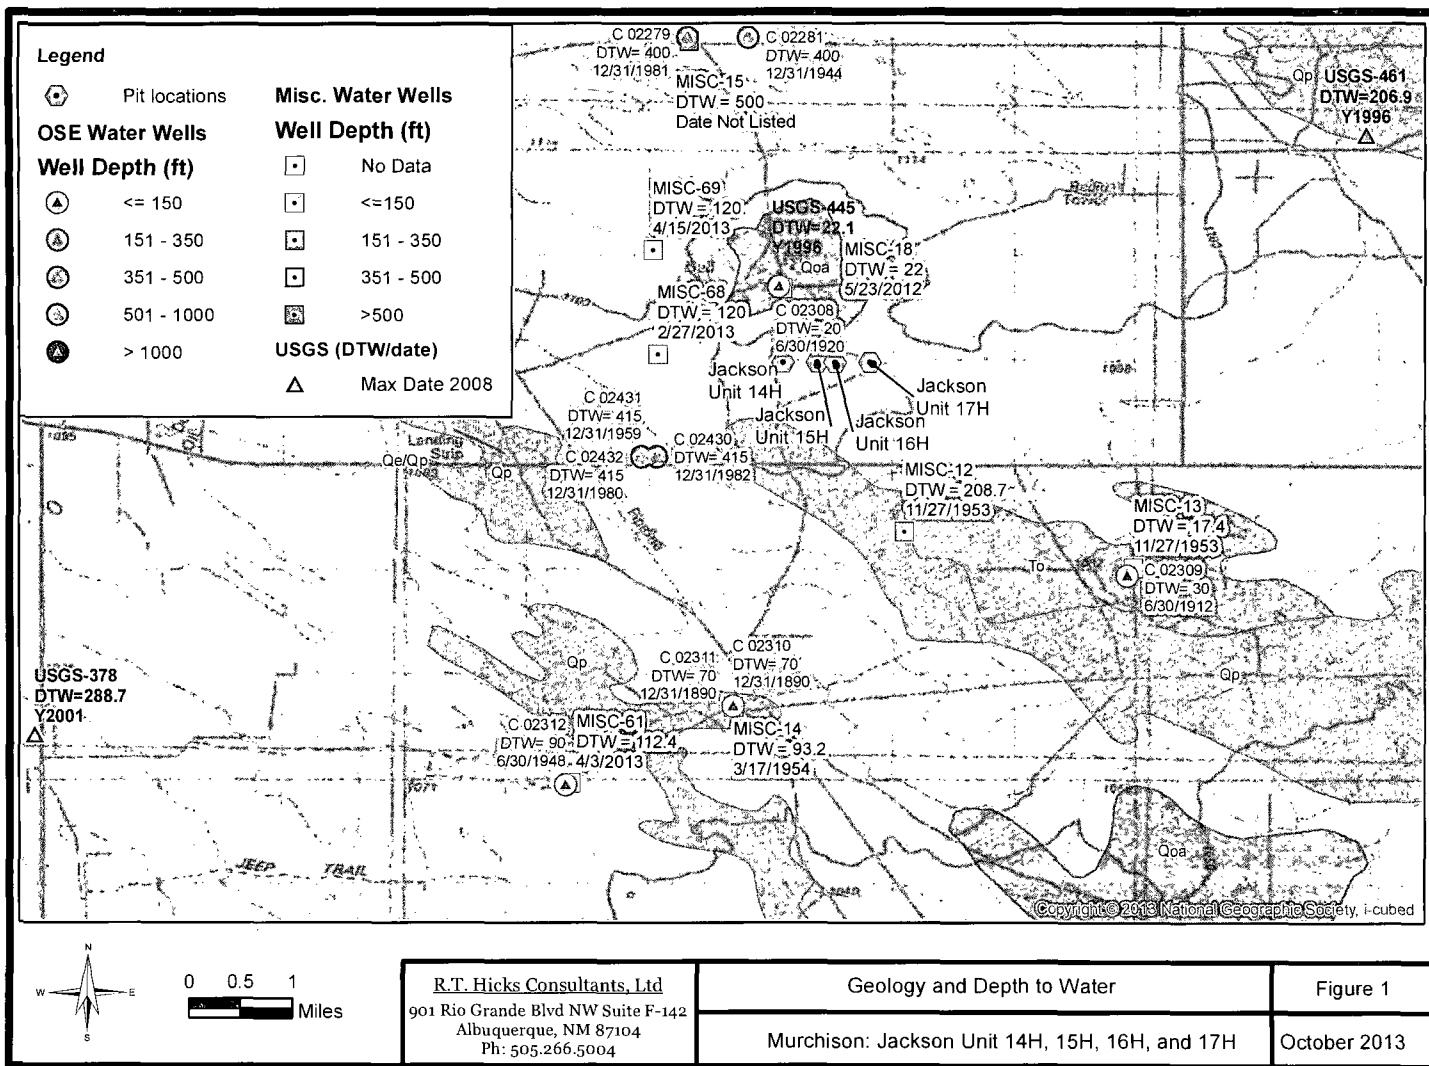 Legend
Pit locations
OSE Water Wells
Well Depth (ft)
<= 150
151 - 350
351 - 500
501 - 1000
> 1000
Misc. Water Wells
Well Depth (ft)
No Data
<=150
151 - 350
351 - 500
>500
USGS (DTW/date)
Max Date 2008
C 02279
DTW= 400
12/31/1981
C 02281
DTW= 400
12/31/1944
MISC-15
DTW = 500
Date Not Listed
Qp
USGS-461
DTW=206.9
Y1996
MISC-69
DTW = 120
4/15/2013
USGS-445
DTW=22.1
Y1996
MISC-18
DTW = 22
5/23/2012
Qoa
MISC-68
DTW = 120
2/27/2013
C 02308
DTW= 20
6/30/1920
Jackson
Unit 14H
Jackson
Unit 15H
Jackson
Unit 16H
Jackson
Unit 17H
C 02431
DTW= 415
12/31/1959
C 02430
DTW= 415
12/31/1982
C 02432
DTW= 415
12/31/1980
Landing
Strip
Qe/Qp
Qp
MISC-12
DTW = 208.7
11/27/1953
MISC-13
DTW = 17.4
11/27/1953
C 02309
DTW= 30
6/30/1912
To
Qp
C 02310
DTW= 70
12/31/1890
C 02311
DTW= 70
12/31/1890
Qp
USGS-378
DTW=288.7
Y2001
C 02312
DTW= 90
6/30/1948
MISC-61
DTW = 112.4
4/3/2013
MISC-14
DTW = 93.2
3/17/1954
1071
Qoa
JEEP TRAIL
Copyright:© 2013 National Geographic Society, i-cubed
N
W E
S
0 0.5 1
Miles
R.T. Hicks Consultants, Ltd
901 Rio Grande Blvd NW Suite F-142
Albuquerque, NM 87104
Ph: 505.266.5004
Geology and Depth to Water
Murchison: Jackson Unit 14H, 15H, 16H, and 17H
Figure 1
October 2013